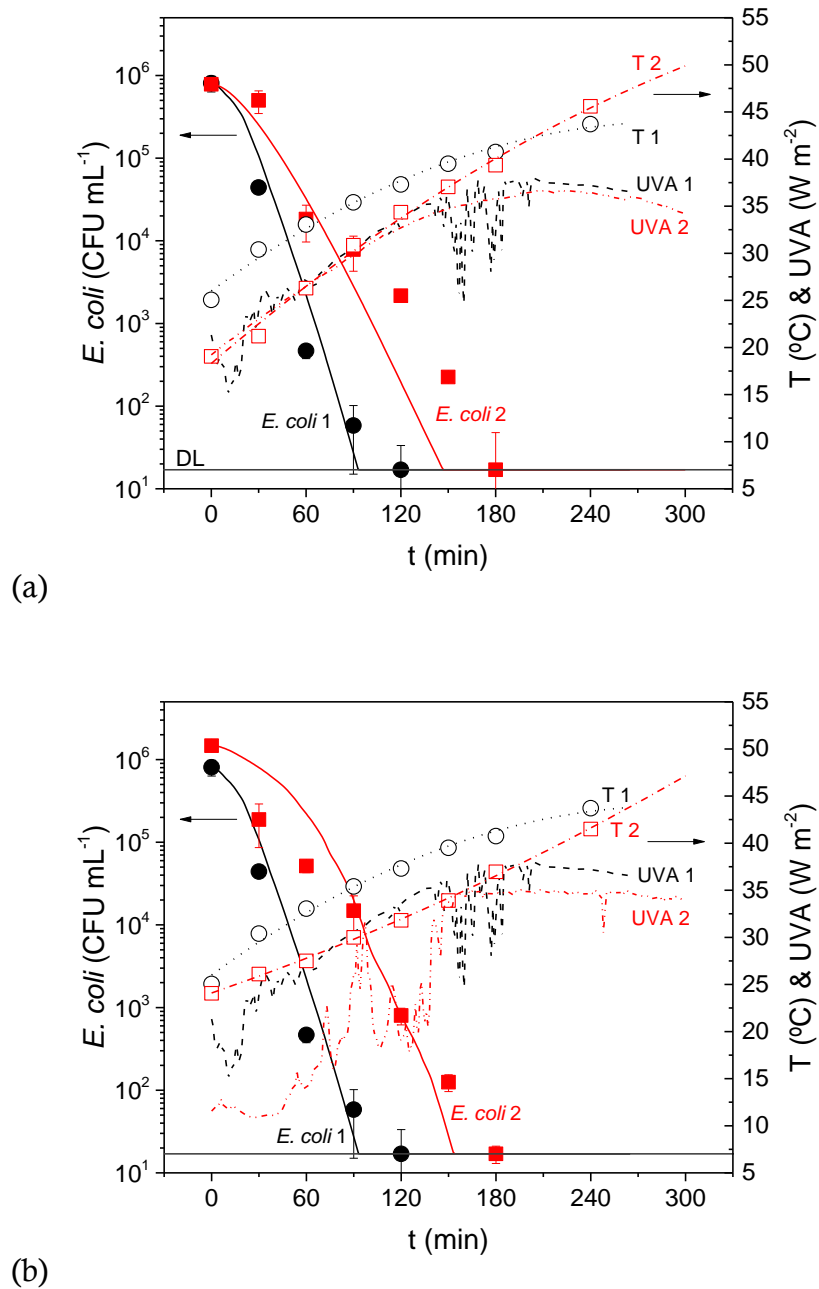 10⁶
10⁵
10⁴
10³
10²
10¹
E. coli (CFU mL⁻¹)
55
50
45
40
35
30
25
20
15
10
5
T (ºC) & UVA (W m⁻²)
T 2
T 1
UVA 1
UVA 2
E. coli 1
E. coli 2
DL
0 60 120 180 240 300
t (min)
(a)
10⁶
10⁵
10⁴
10³
10²
10¹
E. coli (CFU mL⁻¹)
55
50
45
40
35
30
25
20
15
10
5
T (ºC) & UVA (W m⁻²)
T 1
T 2
UVA 1
UVA 2
E. coli 1
E. coli 2
0 60 120 180 240 300
t (min)
(b)